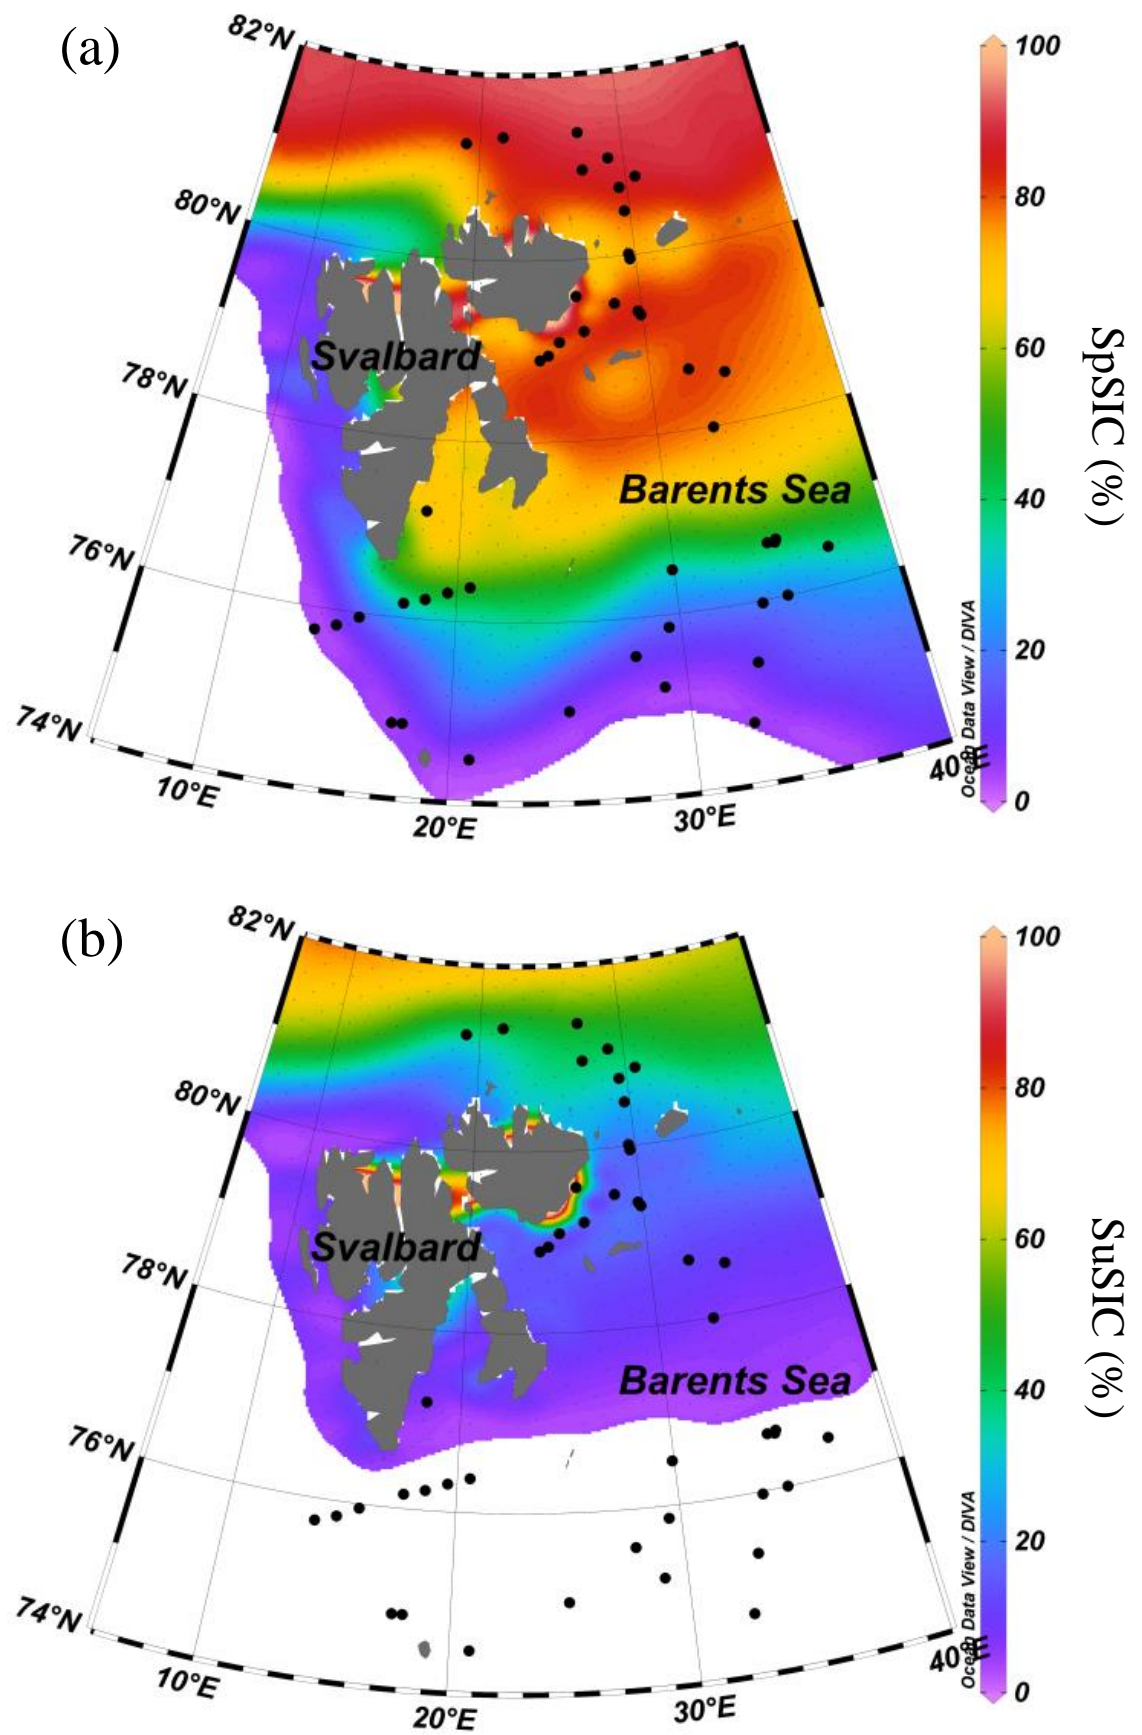 (a)
82°N
80°N
78°N
76°N
74°N
10°E
20°E
30°E
40°E
Svalbard
Barents Sea
Ocean Data View / DIVA
100
80
60
40
20
0
SpSIC (%)
(b)
82°N
80°N
78°N
76°N
74°N
10°E
20°E
30°E
40°E
Svalbard
Barents Sea
Ocean Data View / DIVA
100
80
60
40
20
0
SuSIC (%)